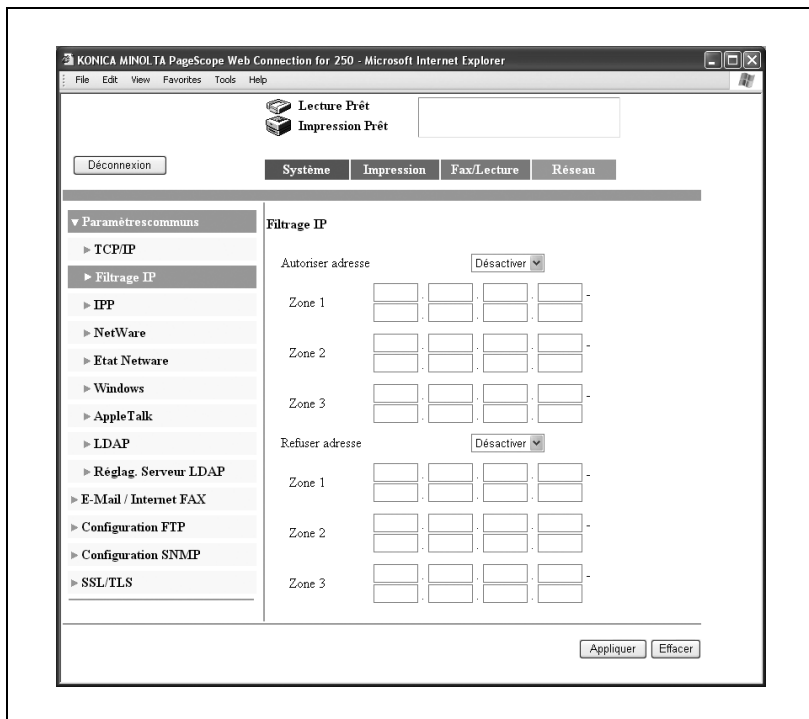 KONICA MINOLTA PageScope Web Connection for 250 - Microsoft Internet Explorer
File Edit View Favorites Tools Help
Lecture Prêt
Impression Prêt
Déconnexion
Système Impression Fax/Lecture Réseau
▼ Paramètrescommuns
▶ TCP/IP
▶ Filtrage IP
▶ IPP
▶ NetWare
▶ Etat Netware
▶ Windows
▶ AppleTalk
▶ LDAP
▶ Réglag. Serveur LDAP
▶ E-Mail / Internet FAX
▶ Configuration FTP
▶ Configuration SNMP
▶ SSL/TLS
Filtrage IP
Autoriser adresse Désactiver
Zone 1 . . . -
. . .
Zone 2 . . . -
. . .
Zone 3 . . . -
. . .
Refuser adresse Désactiver
Zone 1 . . . -
. . .
Zone 2 . . . -
. . .
Zone 3 . . . -
. . .
Appliquer Effacer